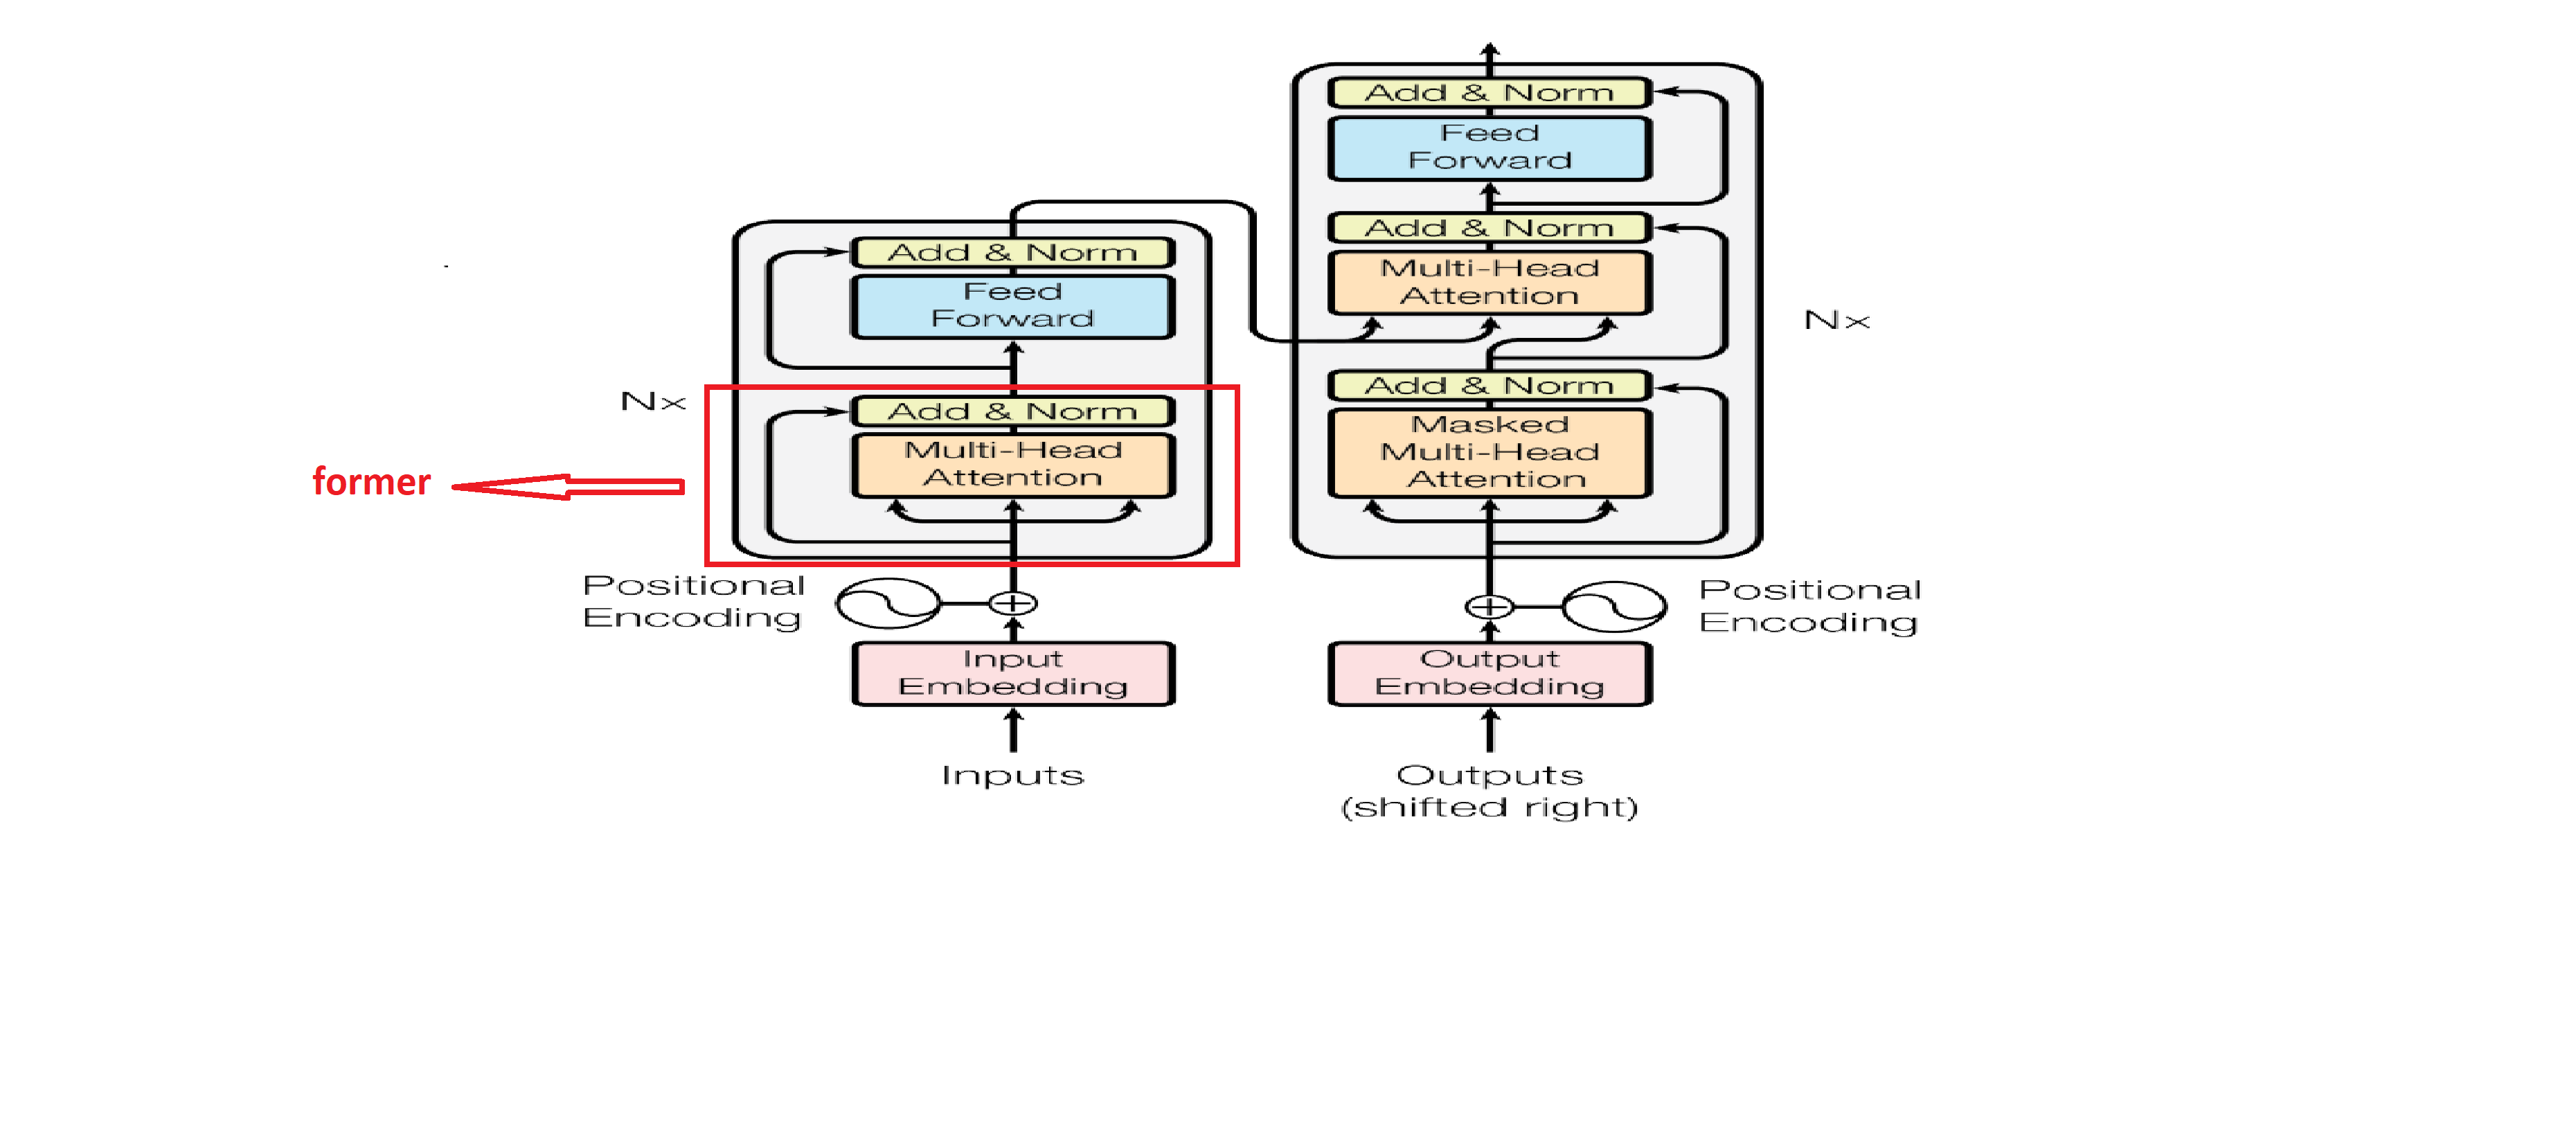 Add & Norm
Feed
Forward
Add & Norm
Multi-Head
Attention
Nx
former
Positional
Encoding
Input
Embedding
Inputs
Add & Norm
Feed
Forward
Add & Norm
Multi-Head
Attention
Add & Norm
Masked
Multi-Head
Attention
Nx
Positional
Encoding
Output
Embedding
Outputs
(shifted right)